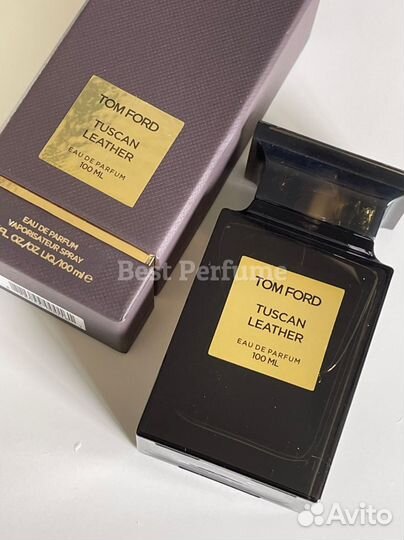 TOM FORD
TUSCAN
LEATHER
EAU DE PARFUM
100 ML
EAU DE PARFUM
VAPORISATEUR SPRAY
FL OZ/OZ LIQ/100 ml e
Best Perfume
TOM FORD
TUSCAN
LEATHER
EAU DE PARFUM
100 ML
Avito